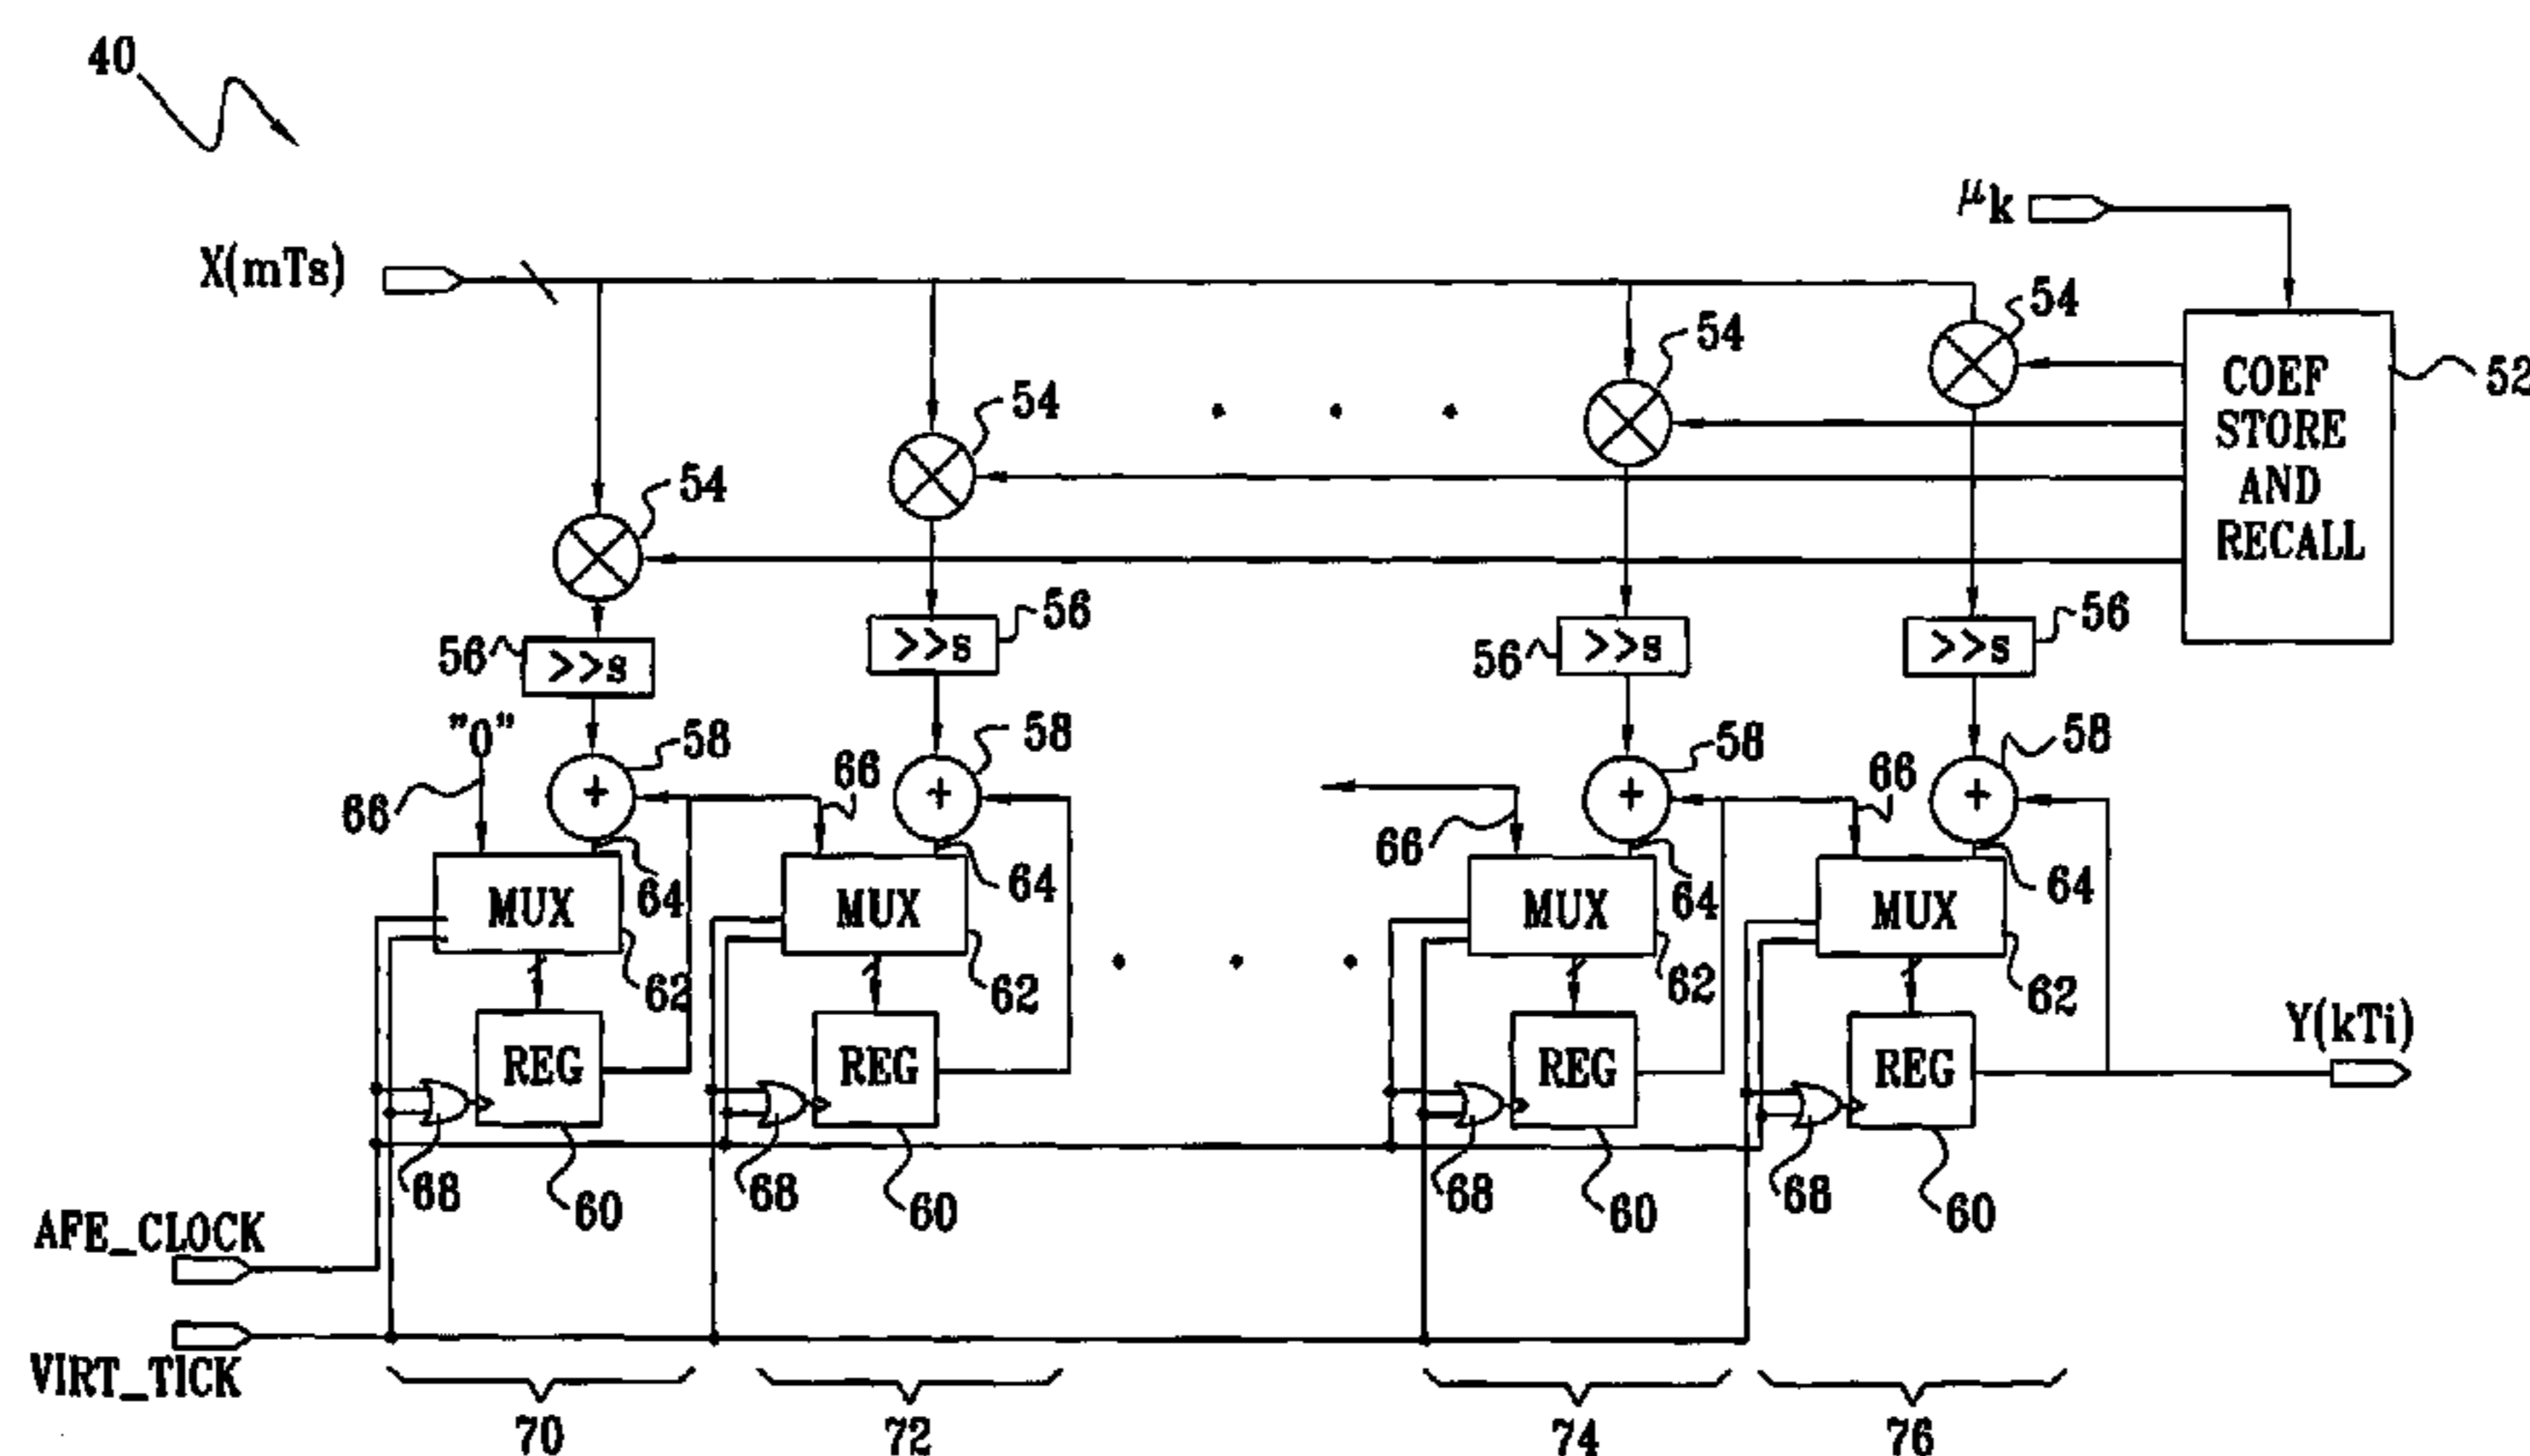 40
μk
X(mTs)
54
54
54
54
COEF
STORE
AND
RECALL
52
56
56
56
56
>>s
>>s
>>s
>>s
"0"
58
58
58
58
66
66
66
66
+
+
+
+
64
64
64
64
MUX
MUX
MUX
MUX
62
62
62
62
REG
REG
REG
REG
Y(kTi)
68
68
68
68
60
60
60
60
AFE_CLOCK
VIRT_TICK
70
72
74
76